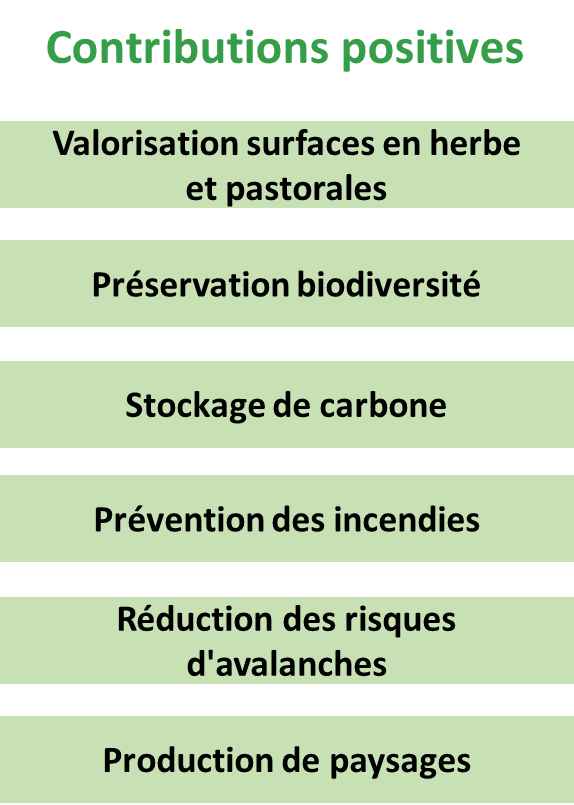 Contributions positives
Valorisation surfaces en herbe
et pastorales
Préservation biodiversité
Stockage de carbone
Prévention des incendies
Réduction des risques
d'avalanches
Production de paysages